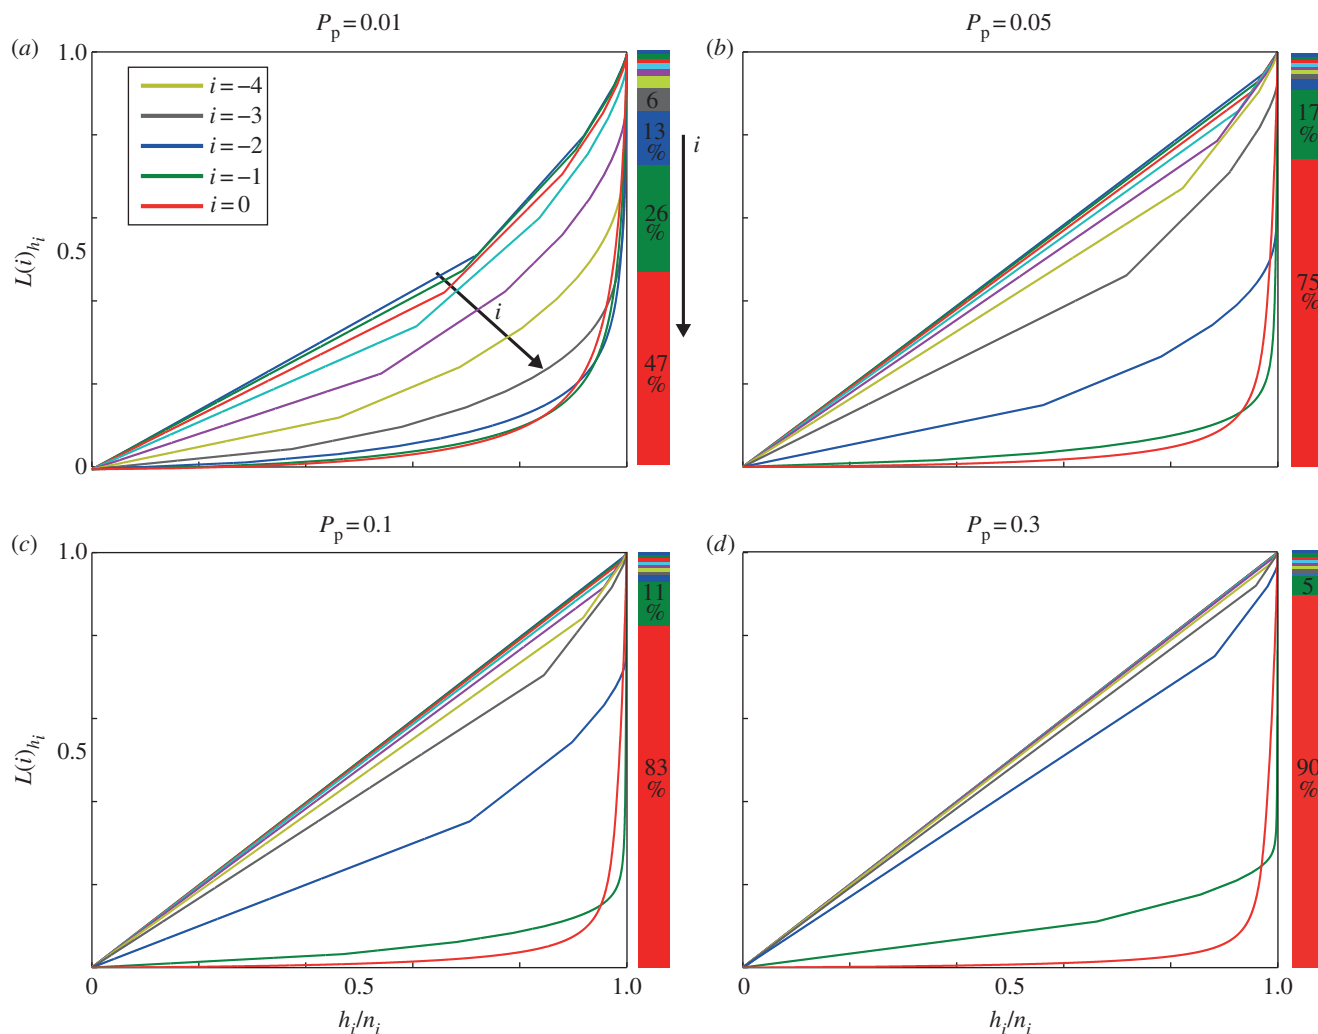 P_p = 0.01
(a)
1.0
0.5
0
L(i)_{h_i}
i = −4
i = −3
i = −2
i = −1
i = 0
i
6
13
%
26
%
47
%
i
P_p = 0.05
(b)
17
%
75
%
P_p = 0.1
(c)
1.0
0.5
L(i)_{h_i}
0
0.5
1.0
h_i/n_i
11
%
83
%
P_p = 0.3
(d)
5
90
%
0
0.5
1.0
h_i/n_i